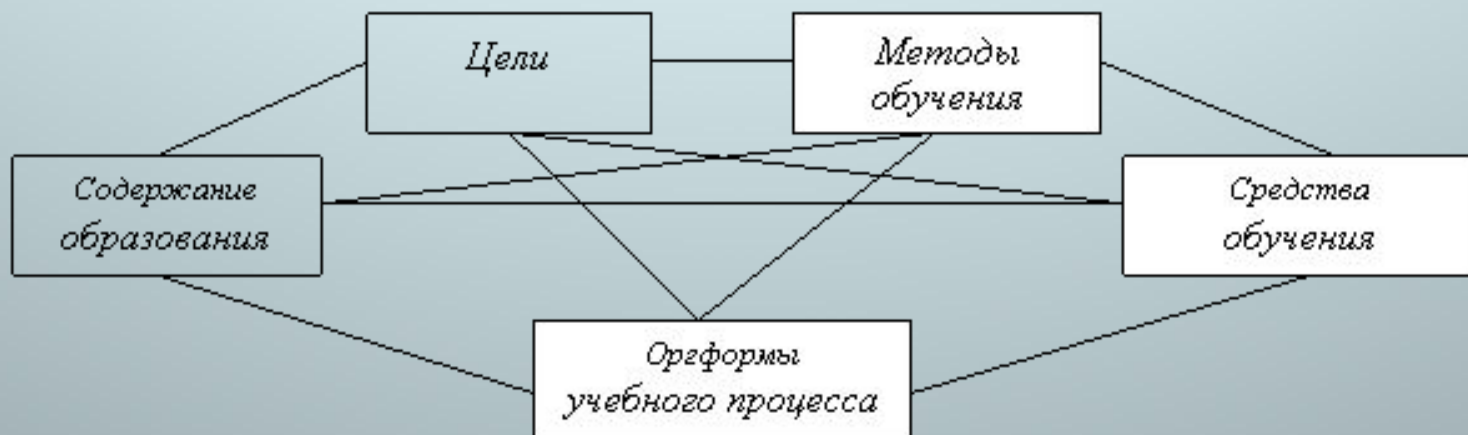 Цели
Методы
обучения
Содержание
образования
Средства
обучения
Оргформы
учебного процесса